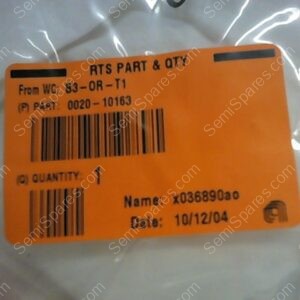 RTS PART & QTY
From WC: 83-OR-T1
(P) PART: 0020-10163
(Q) QUANTITY: 1
Name: x036890ao
Date: 10/12/04
SemiSpares.com